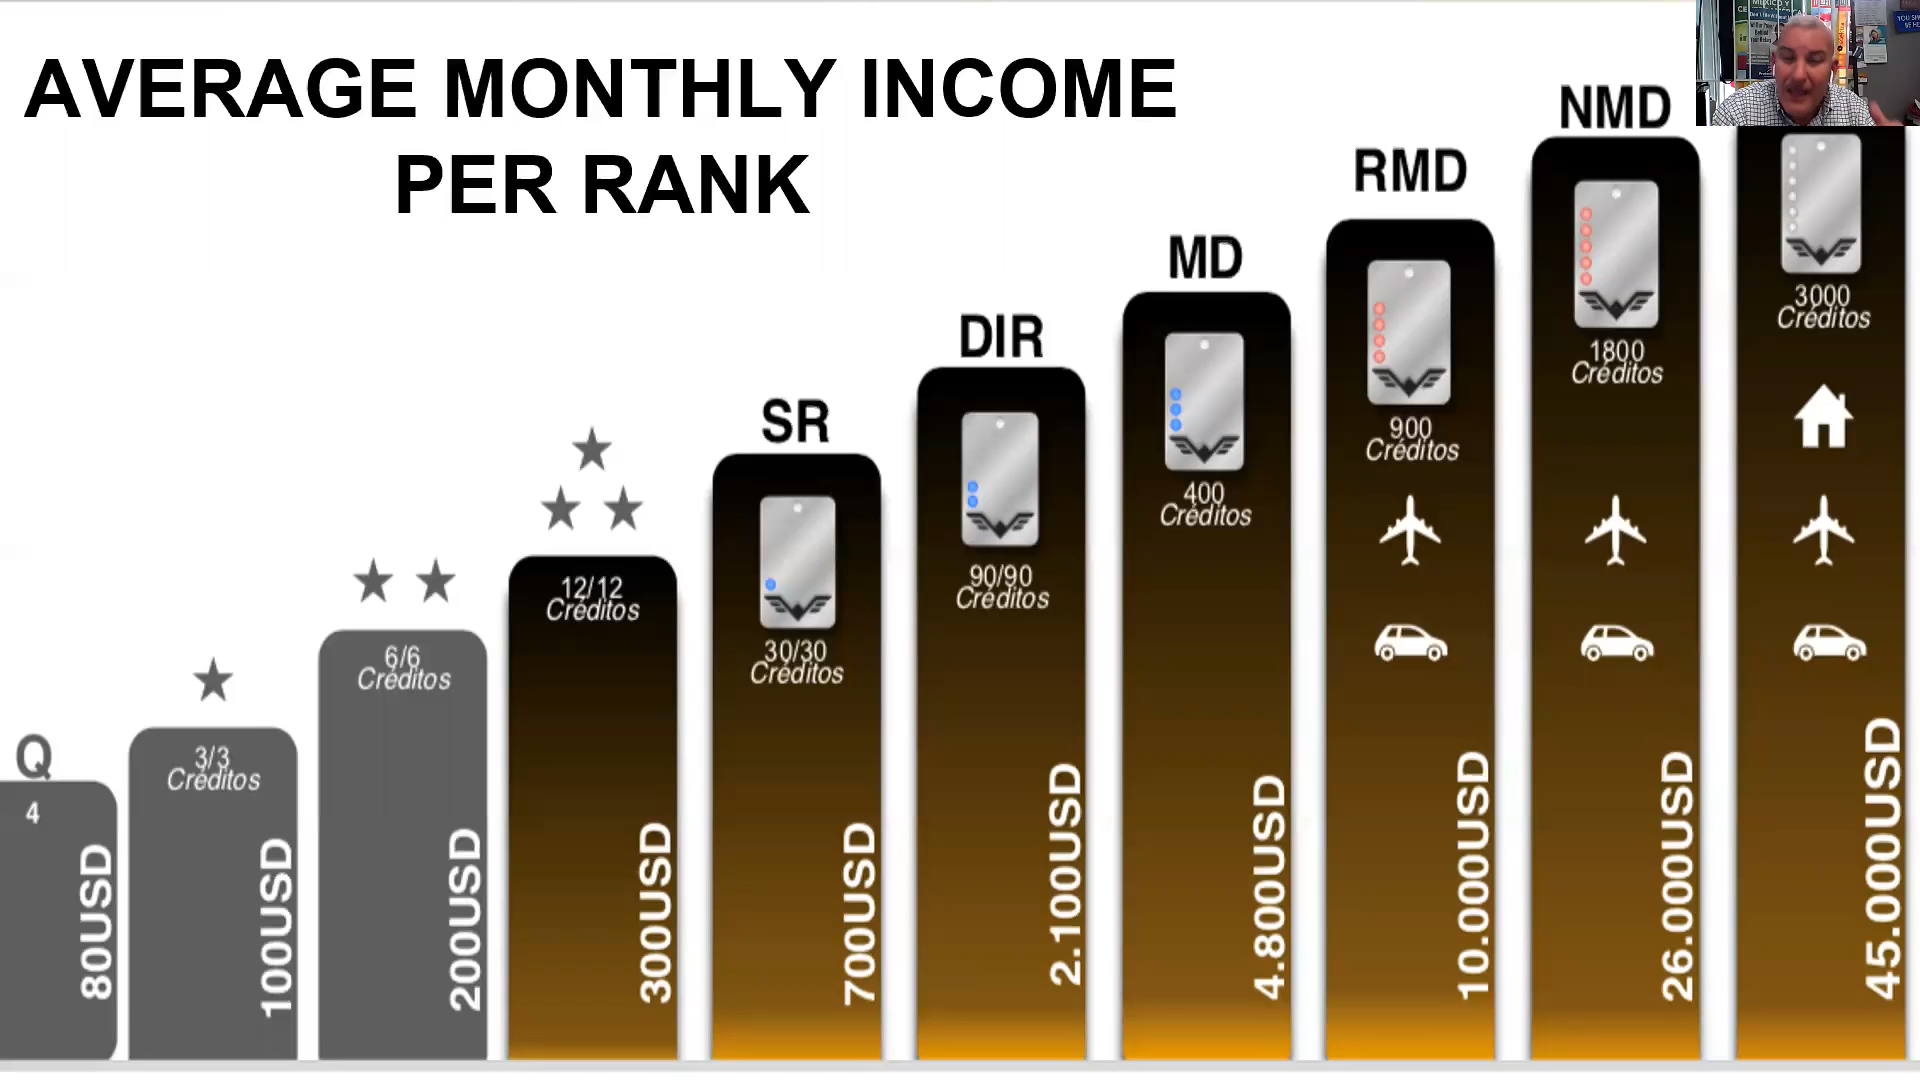 AVERAGE MONTHLY INCOME
PER RANK
Q
4
80USD
3/3
Créditos
100USD
6/6
Créditos
200USD
12/12
Créditos
300USD
SR
30/30
Créditos
700USD
DIR
90/90
Créditos
2.100USD
MD
400
Créditos
4.800USD
RMD
900
Créditos
10.000USD
NMD
1800
Créditos
26.000USD
3000
Créditos
45.000USD
MEXICO Y